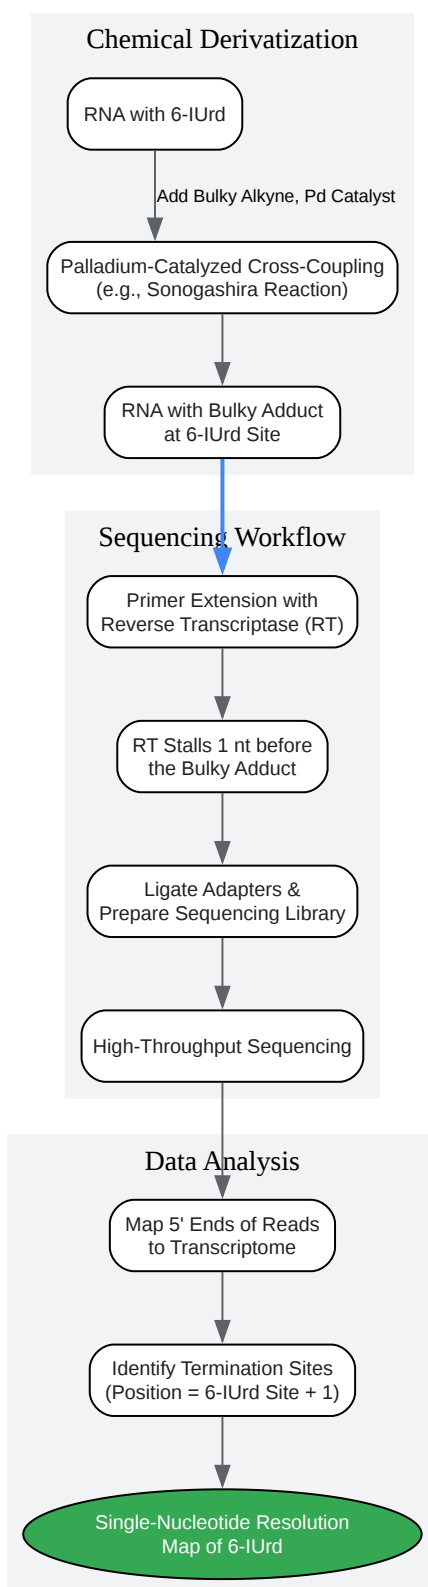 Chemical Derivatization
RNA with 6-IUrd
Add Bulky Alkyne, Pd Catalyst
Palladium-Catalyzed Cross-Coupling
(e.g., Sonogashira Reaction)
RNA with Bulky Adduct
at 6-IUrd Site
Sequencing Workflow
Primer Extension with
Reverse Transcriptase (RT)
RT Stalls 1 nt before
the Bulky Adduct
Ligate Adapters &
Prepare Sequencing Library
High-Throughput Sequencing
Data Analysis
Map 5' Ends of Reads
to Transcriptome
Identify Termination Sites
(Position = 6-IUrd Site + 1)
Single-Nucleotide Resolution
Map of 6-IUrd